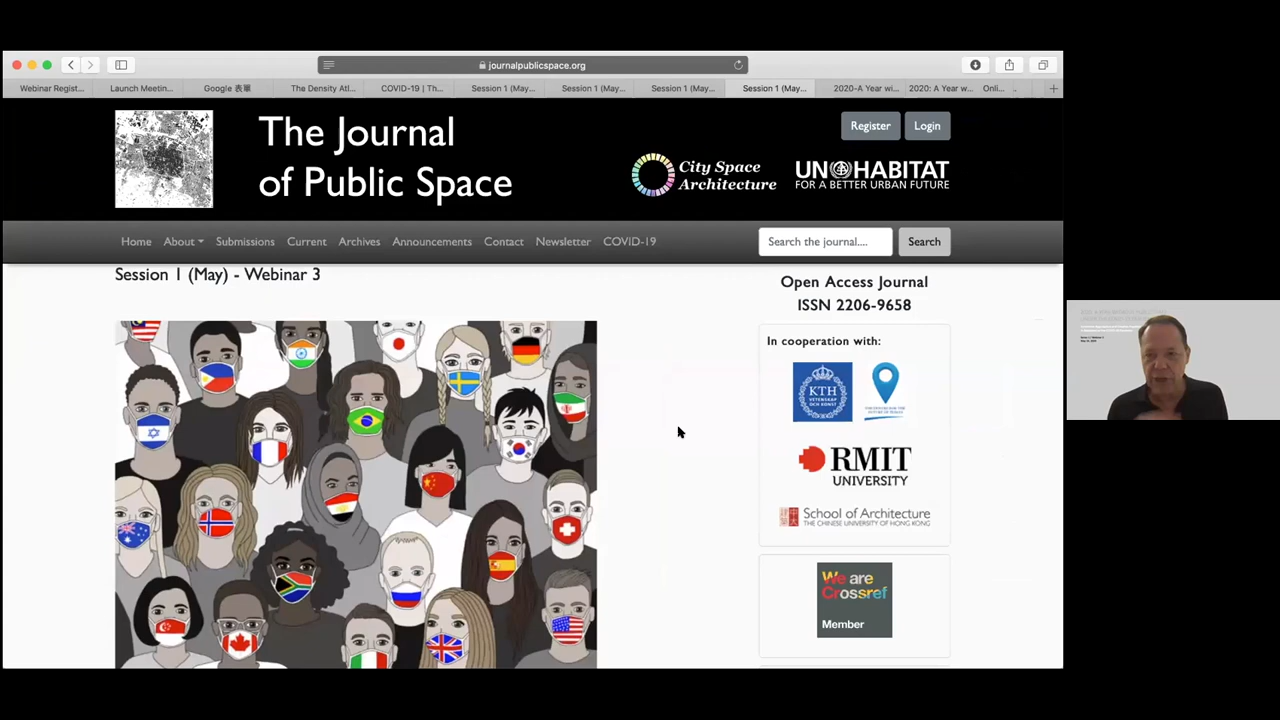 journalpublicspace.org
Webinar Regist...
Launch Meetin...
Google 表單
The Density Atl...
COVID-19 | Th...
Session 1 (May...
Session 1 (May...
Session 1 (May...
Session 1 (May...
2020-A Year wi...
2020: A Year w...
Onli...
The Journal
of Public Space
Register
Login
City Space
Architecture
UN HABITAT
FOR A BETTER URBAN FUTURE
Home
About
Submissions
Current
Archives
Announcements
Contact
Newsletter
COVID-19
Search the journal....
Search
Session 1 (May) - Webinar 3
Open Access Journal
ISSN 2206-9658
In cooperation with:
KTH
VETENSKAP
OCH KONST
RMIT
UNIVERSITY
School of Architecture
THE CHINESE UNIVERSITY OF HONG KONG
We are
Crossref
Member